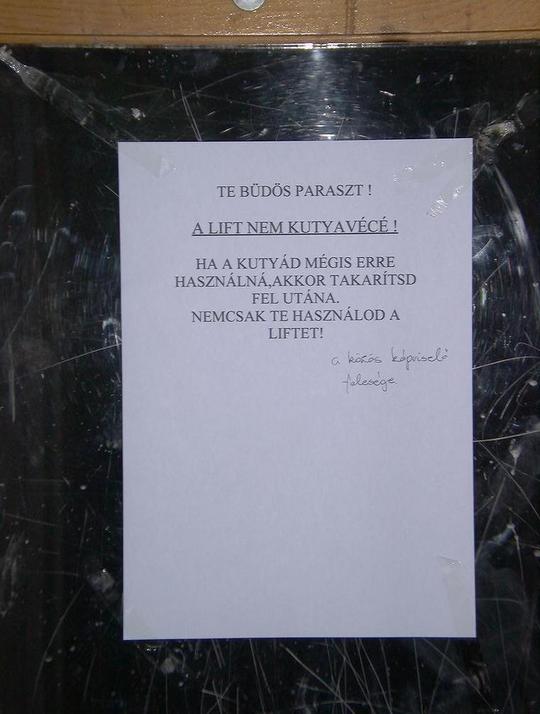 TE BÜDÖS PARASZT !
A LIFT NEM KUTYAVÉCÉ !
HA A KUTYÁD MÉGIS ERRE
HASZNÁLNÁ,AKKOR TAKARÍTSD
FEL UTÁNA.
NEMCSAK TE HASZNÁLOD A
LIFTET!
a közös képviselő
felesége